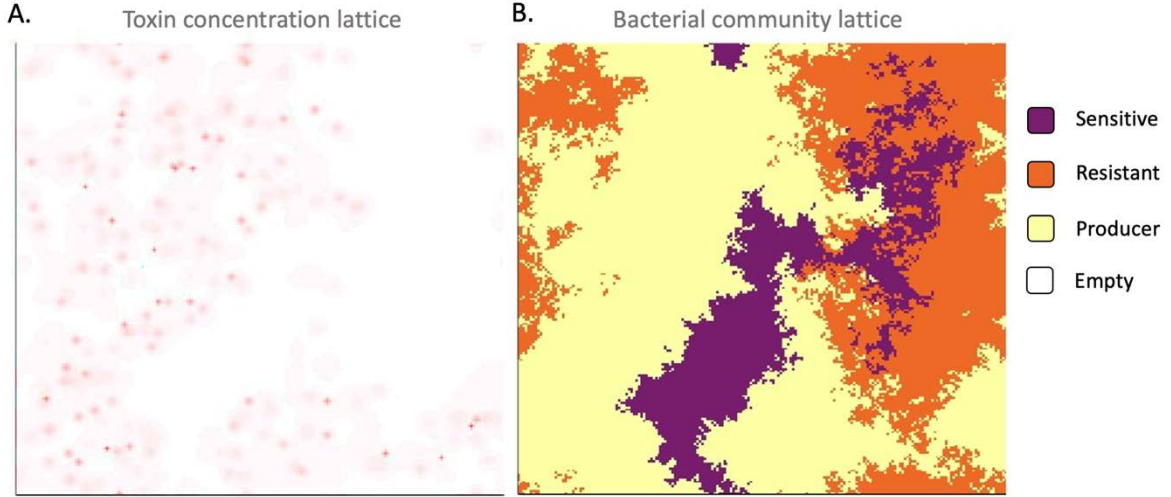 A.
Toxin concentration lattice
B.
Bacterial community lattice
Sensitive
Resistant
Producer
Empty